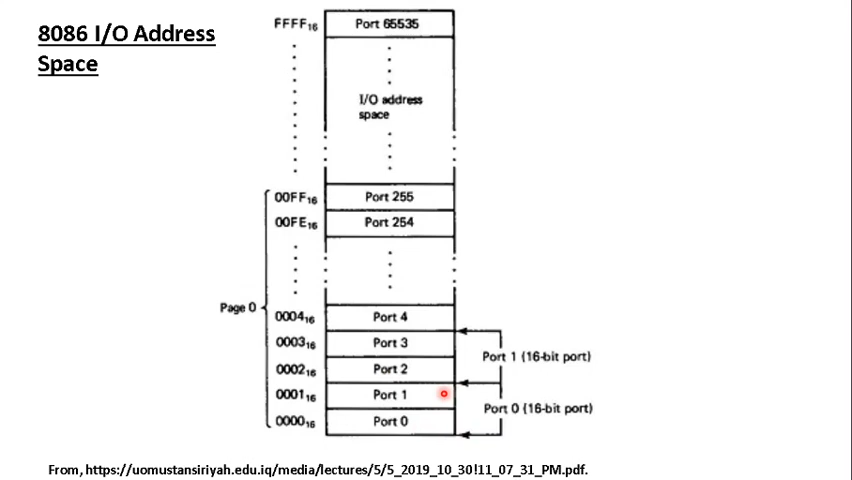 8086 I/O Address
Space
FFFF16 Port 65535
I/O address
space
00FF16 Port 255
00FE16 Port 254
Page 0
000416 Port 4
000316 Port 3
Port 1 (16-bit port)
000216 Port 2
000116 Port 1
Port 0 (16-bit port)
000016 Port 0
From, https://uomustansiriyah.edu.iq/media/lectures/5/5_2019_10_30!11_07_31_PM.pdf.